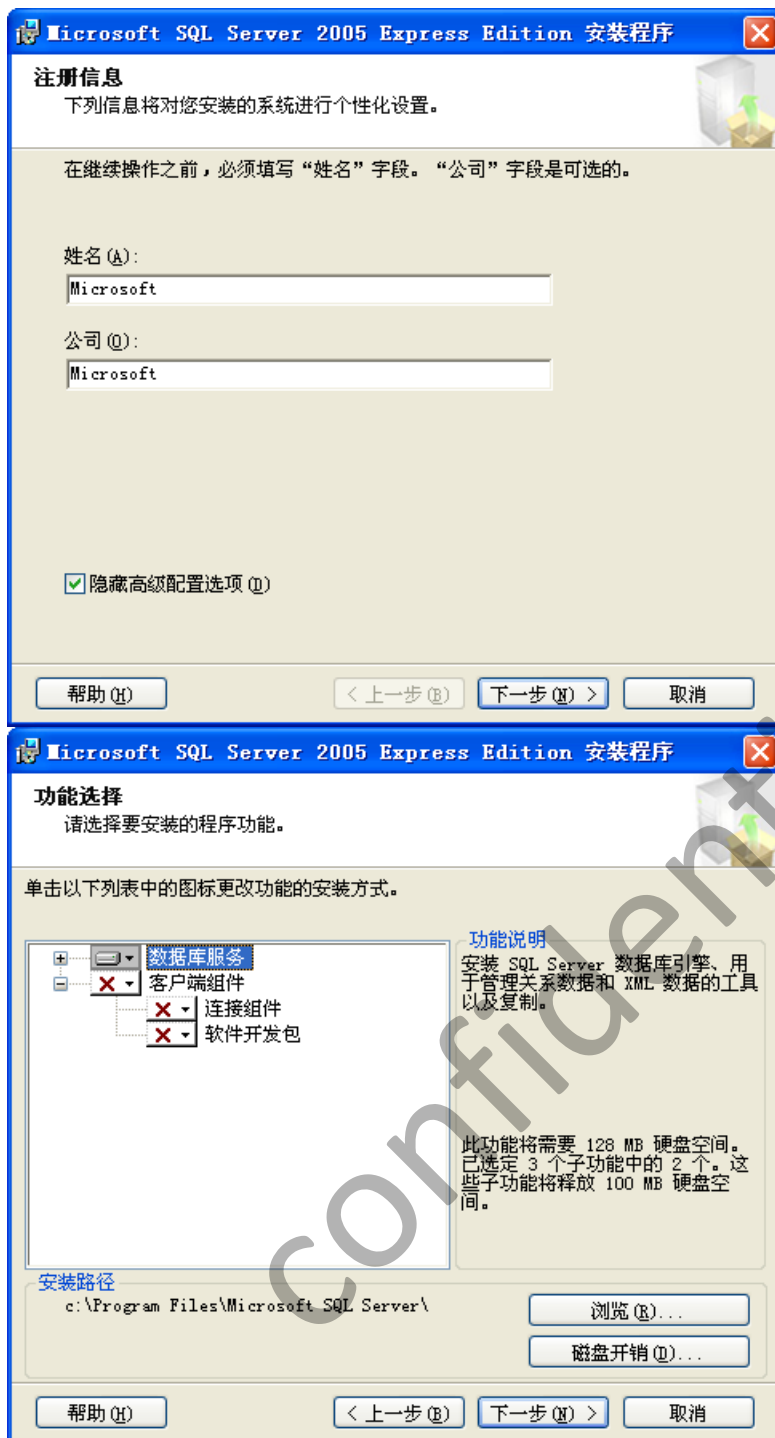 Microsoft SQL Server 2005 Express Edition 安装程序
注册信息
下列信息将对您安装的系统进行个性化设置。
在继续操作之前，必须填写“姓名”字段。“公司”字段是可选的。
姓名(A):
Microsoft
公司(O):
Microsoft
隐藏高级配置选项(D)
帮助(H) < 上一步(B) 下一步(N) > 取消
Microsoft SQL Server 2005 Express Edition 安装程序
功能选择
请选择要安装的程序功能。
单击以下列表中的图标更改功能的安装方式。
数据库服务
客户端组件
连接组件
软件开发包
功能说明
安装 SQL Server 数据库引擎、用
于管理关系数据和 XML 数据的工具
以及复制。
此功能将需要 128 MB 硬盘空间。
已选定 3 个子功能中的 2 个。这
些子功能将释放 100 MB 硬盘空
间。
安装路径
c:\Program Files\Microsoft SQL Server\
浏览(R)...
磁盘开销(D)...
帮助(H) < 上一步(B) 下一步(N) > 取消
confident